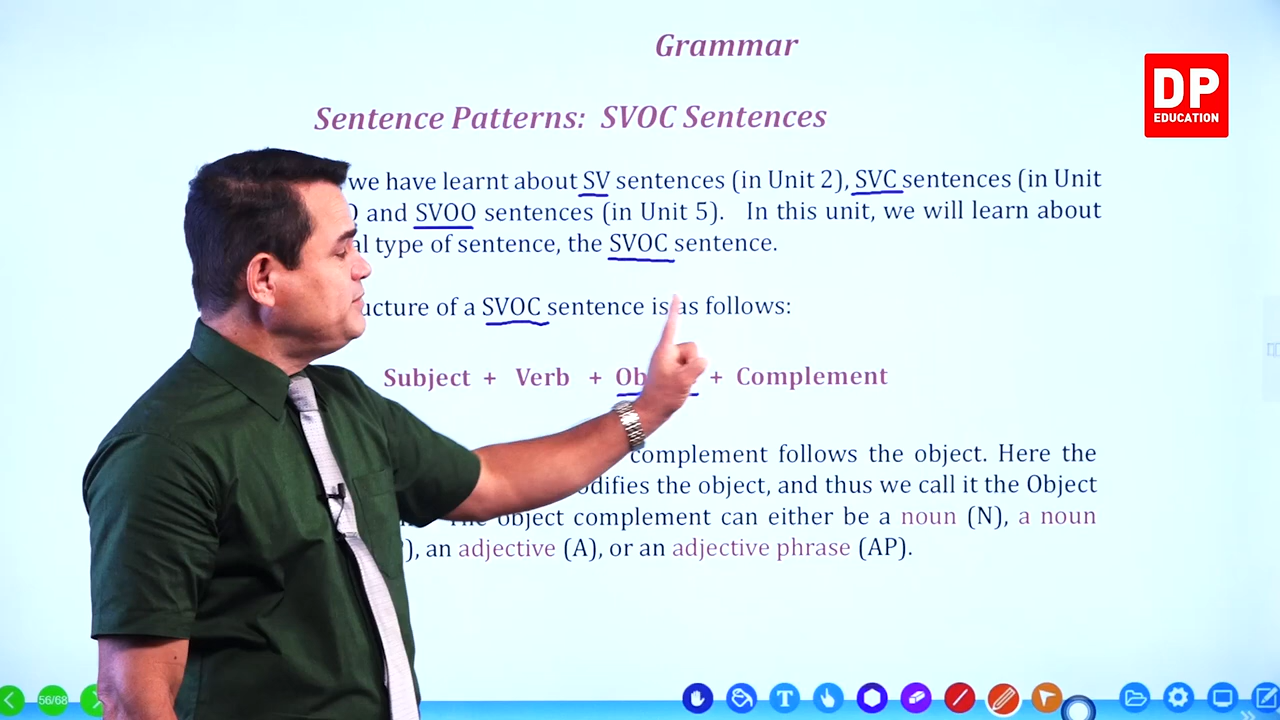 Grammar
DP
EDUCATION
Sentence Patterns: SVOC Sentences
we have learnt about SV sentences (in Unit 2), SVC sentences (in Unit
and SVOO sentences (in Unit 5). In this unit, we will learn about
type of sentence, the SVOC sentence.
of a SVOC sentence is as follows:
Subject + Verb + + Complement
complement follows the object. Here the
the object, and thus we call it the Object
The object complement can either be a noun (N), a noun
an adjective (A), or an adjective phrase (AP).
56/68
T